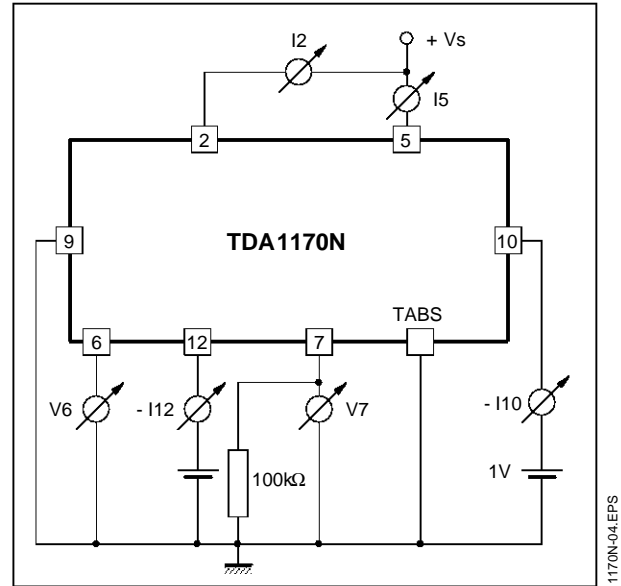 I2
+ Vs
I5
2
5
9
TDA1170N
10
TABS
6
12
7
V6
- I12
V7
- I10
100kΩ
1V
1170N-04.EPS